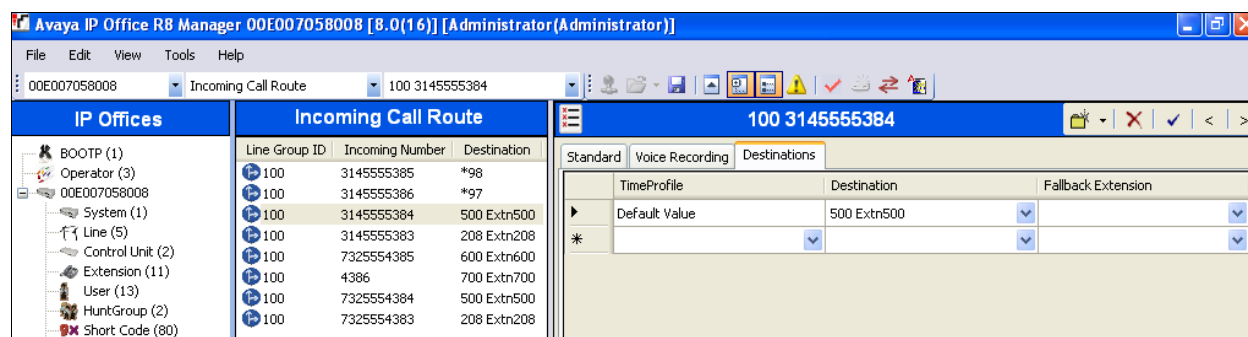 Avaya IP Office R8 Manager 00E007058008 [8.0(16)] [Administrator(Administrator)]
File Edit View Tools Help
00E007058008 Incoming Call Route 100 3145555384
IP Offices
BOOTP (1)
Operator (3)
00E007058008
System (1)
Line (5)
Control Unit (2)
Extension (11)
User (13)
HuntGroup (2)
Short Code (80)
Incoming Call Route
Line Group ID Incoming Number Destination
100 3145555385 *98
100 3145555386 *97
100 3145555384 500 Extn500
100 3145555383 208 Extn208
100 7325554385 600 Extn600
100 4386 700 Extn700
100 7325554384 500 Extn500
100 7325554383 208 Extn208
100 3145555384
Standard Voice Recording Destinations
TimeProfile Destination Fallback Extension
Default Value 500 Extn500